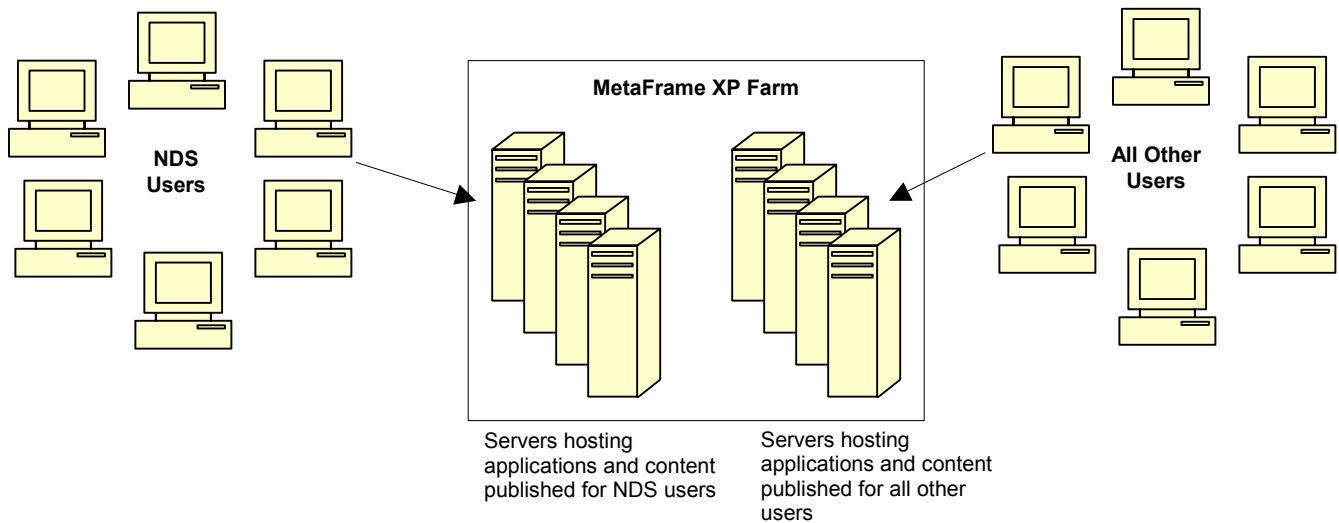 MetaFrame XP Farm
NDS
Users
All Other
Users
Servers hosting
applications and content
published for NDS users
Servers hosting
applications and content
published for all other
users